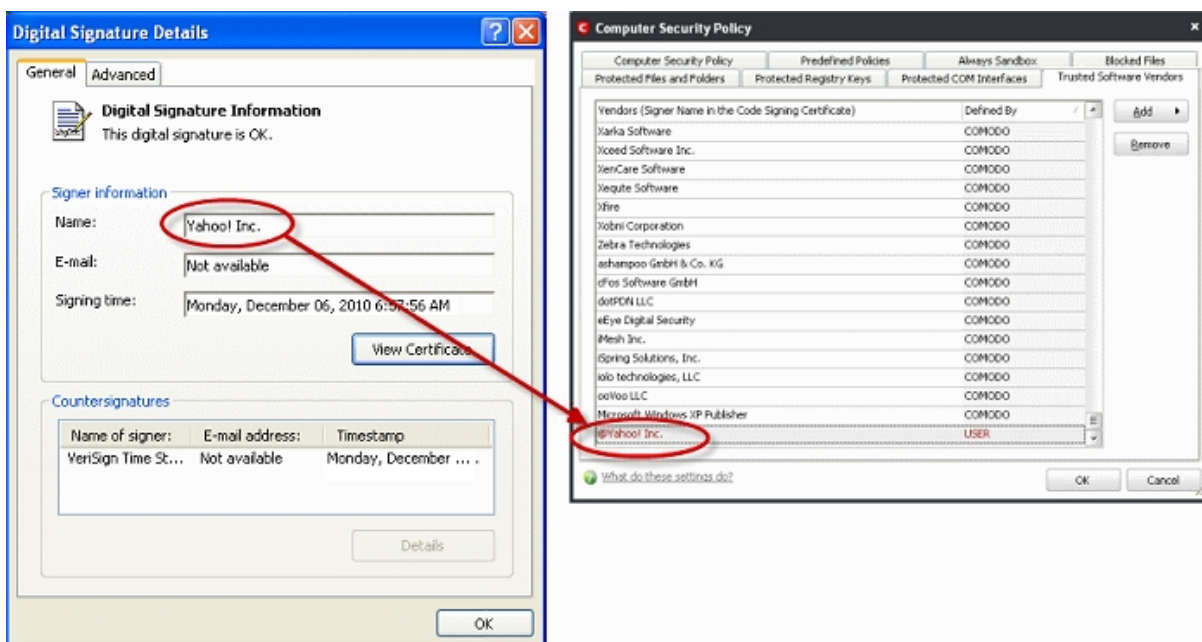 Digital Signature Details
General Advanced
Digital Signature Information
This digital signature is OK.
Signer information
Name: Yahoo! Inc.
E-mail: Not available
Signing time: Monday, December 06, 2010 6:57:56 AM
View Certificate
Countersignatures
Name of signer: E-mail address: Timestamp
VeriSign Time St... Not available Monday, December ... .
Details
OK
Computer Security Policy
Computer Security Policy Predefined Policies Always Sandbox Blocked Files
Protected Files and Folders Protected Registry Keys Protected COM Interfaces Trusted Software Vendors
Vendors (Signer Name in the Code Signing Certificate) Defined By
Xarka Software COMODO
Xceed Software Inc. COMODO
XenCare Software COMODO
Xequte Software COMODO
Xfire COMODO
Xobni Corporation COMODO
Zebra Technologies COMODO
ashampoo GmbH & Co. KG COMODO
cFos Software GmbH COMODO
dotPDN LLC COMODO
eEye Digital Security COMODO
iMesh Inc. COMODO
iSpring Solutions, Inc. COMODO
iolo technologies, LLC COMODO
ooVoo LLC COMODO
Microsoft Windows XP Publisher COMODO
@Yahoo! Inc. USER
Add
Remove
What do these settings do?
OK Cancel